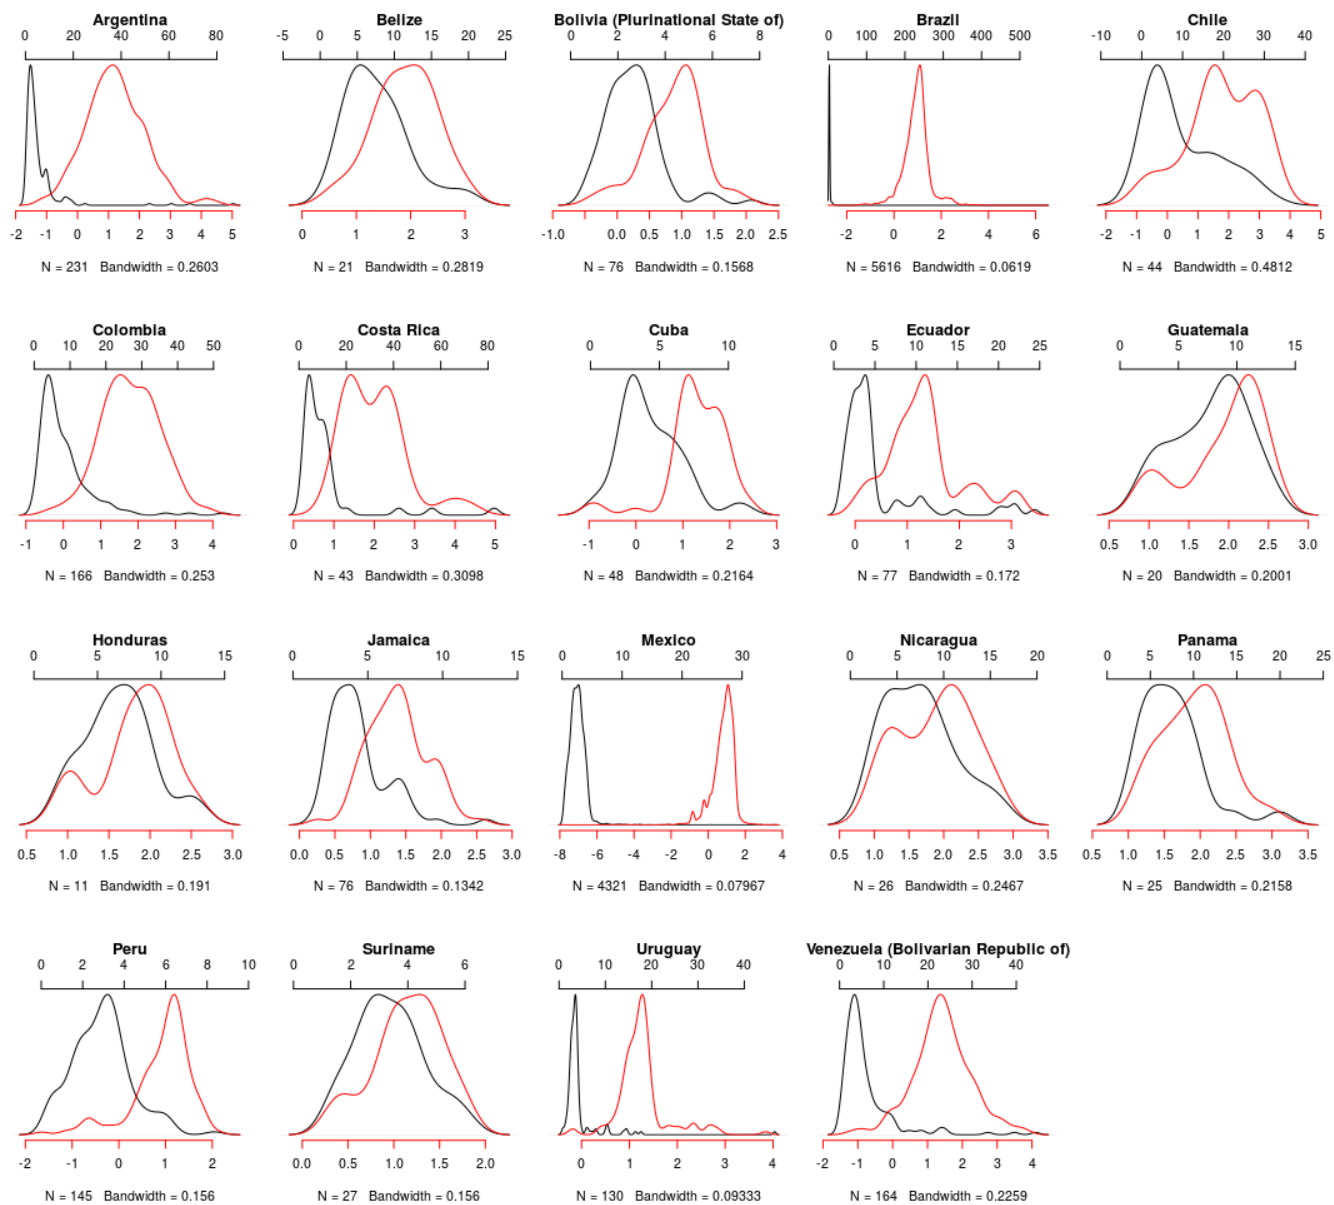 Argentina
0 20 40 60 80
-2 -1 0 1 2 3 4 5
N = 231 Bandwidth = 0.2603
Belize
-5 0 5 10 15 20 25
0 1 2 3
N = 21 Bandwidth = 0.2819
Bolivia (Plurinational State of)
0 2 4 6 8
-1.0 0.0 0.5 1.0 1.5 2.0 2.5
N = 76 Bandwidth = 0.1568
Brazil
0 100 200 300 500
-2 0 2 4 6
N = 5616 Bandwidth = 0.0619
Chile
-10 0 10 20 30 40
-2 -1 0 1 2 3 4 5
N = 44 Bandwidth = 0.4812
Colombia
0 10 20 30 40 50
-1 0 1 2 3 4
N = 166 Bandwidth = 0.253
Costa Rica
0 20 40 60 80
0 1 2 3 4 5
N = 43 Bandwidth = 0.3098
Cuba
0 5 10
-1 0 1 2 3
N = 48 Bandwidth = 0.2164
Ecuador
0 5 10 15 20 25
0 1 2 3
N = 77 Bandwidth = 0.172
Guatemala
0 5 10 15
0.5 1.0 1.5 2.0 2.5 3.0
N = 20 Bandwidth = 0.2001
Honduras
0 5 10 15
0.5 1.0 1.5 2.0 2.5 3.0
N = 11 Bandwidth = 0.191
Jamaica
0 5 10 15
0.0 0.5 1.0 1.5 2.0 2.5 3.0
N = 76 Bandwidth = 0.1342
Mexico
0 10 20 30
-8 -6 -4 -2 0 2 4
N = 4321 Bandwidth = 0.07967
Nicaragua
0 5 10 15 20
0.5 1.0 1.5 2.0 2.5 3.0 3.5
N = 26 Bandwidth = 0.2467
Panama
0 5 10 15 20 25
0.5 1.0 1.5 2.0 2.5 3.0 3.5
N = 25 Bandwidth = 0.2158
Peru
0 2 4 6 8 10
-2 -1 0 1 2
N = 145 Bandwidth = 0.156
Suriname
0 2 4 6
0.0 0.5 1.0 1.5 2.0
N = 27 Bandwidth = 0.156
Uruguay
0 10 20 30 40
0 1 2 3 4
N = 130 Bandwidth = 0.09333
Venezuela (Bolivarian Republic of)
0 10 20 30 40
-2 -1 0 1 2 3 4
N = 164 Bandwidth = 0.2259